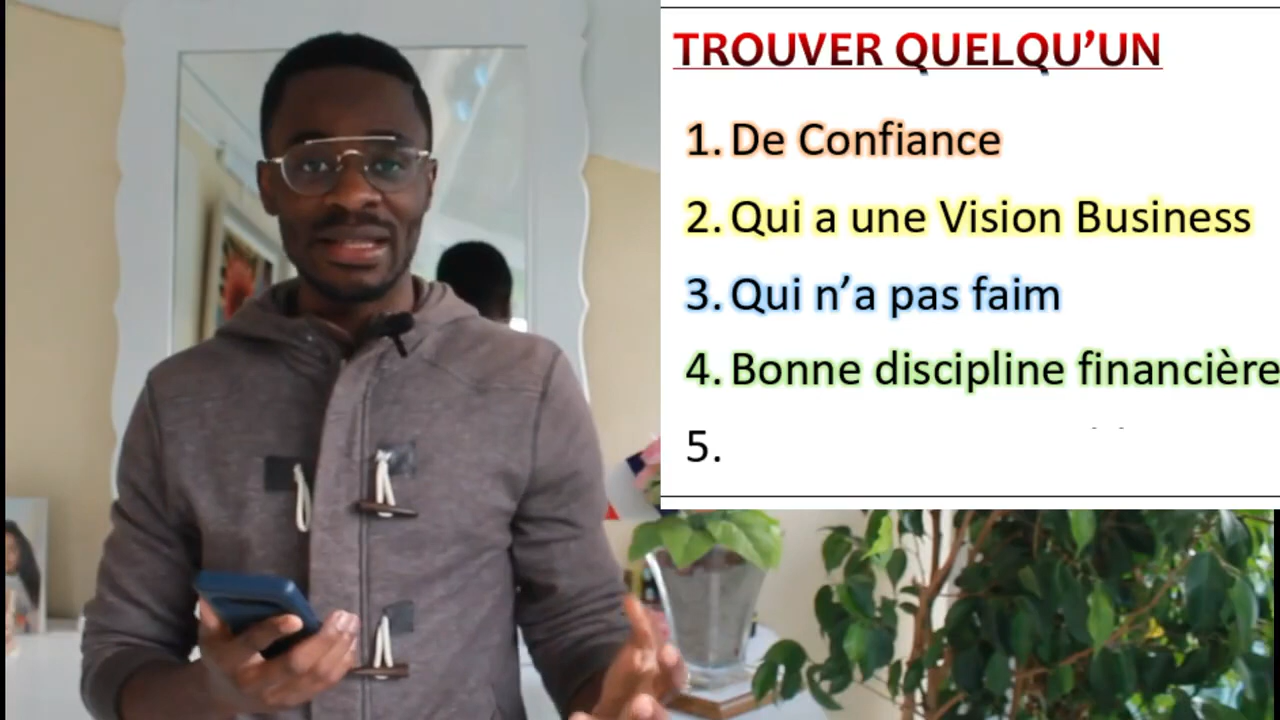 TROUVER QUELQU’UN
1. De Confiance
2. Qui a une Vision Business
3. Qui n’a pas faim
4. Bonne discipline financière
5.